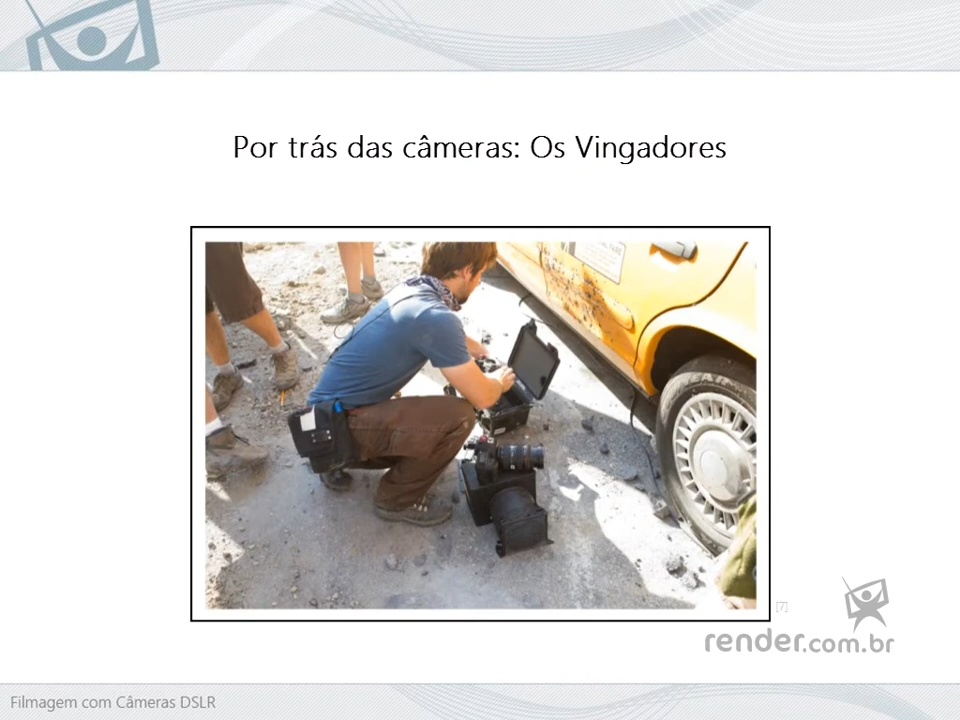 Por trás das câmeras: Os Vingadores
[7]
render.com.br
Filmagem com Câmeras DSLR